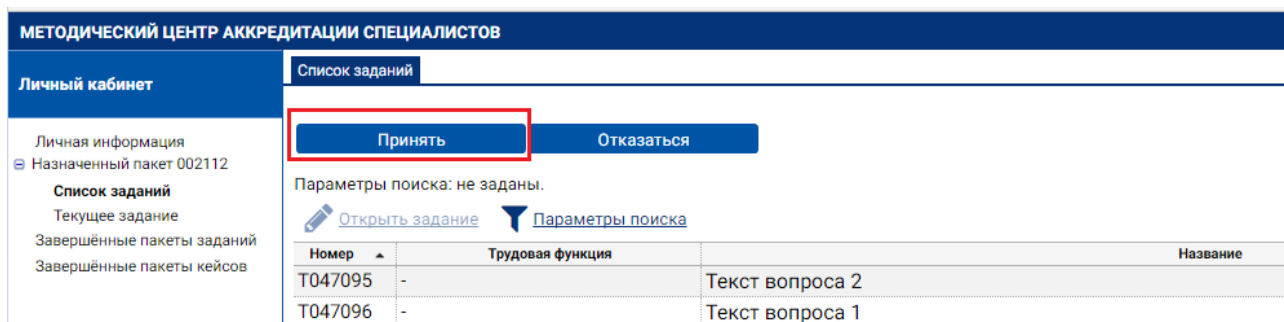 МЕТОДИЧЕСКИЙ ЦЕНТР АККРЕДИТАЦИИ СПЕЦИАЛИСТОВ
Личный кабинет
Личная информация
Назначенный пакет 002112
Список заданий
Текущее задание
Завершённые пакеты заданий
Завершённые пакеты кейсов
Список заданий
Принять Отказаться
Параметры поиска: не заданы.
Открыть задание Параметры поиска
Номер Трудовая функция Название
T047095 - Текст вопроса 2
T047096 - Текст вопроса 1